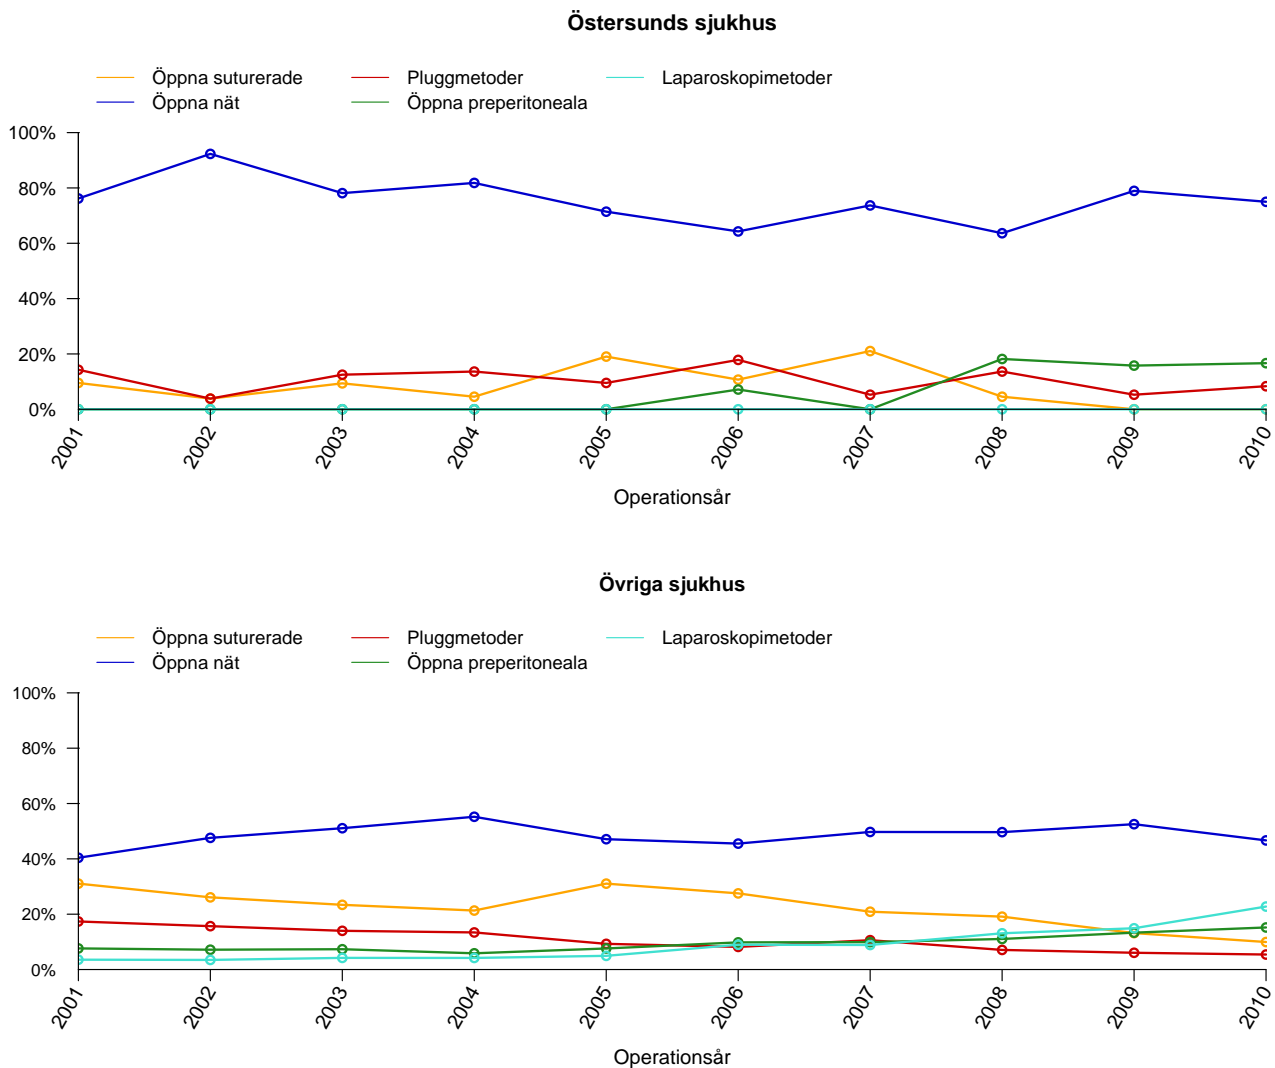 Östersunds sjukhus
Öppna suturerade Pluggmetoder Laparoskopimetoder
Öppna nät Öppna preperitoneala
100%
80%
60%
40%
20%
0%
2001 2002 2003 2004 2005 2006 2007 2008 2009 2010
Operationsår
Övriga sjukhus
Öppna suturerade Pluggmetoder Laparoskopimetoder
Öppna nät Öppna preperitoneala
100%
80%
60%
40%
20%
0%
2001 2002 2003 2004 2005 2006 2007 2008 2009 2010
Operationsår